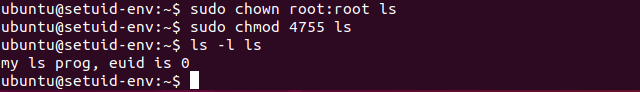 ubuntu@setuid-env:~$ sudo chown root:root ls
ubuntu@setuid-env:~$ sudo chmod 4755 ls
ubuntu@setuid-env:~$ ls -l ls
my ls prog, euid is 0
ubuntu@setuid-env:~$